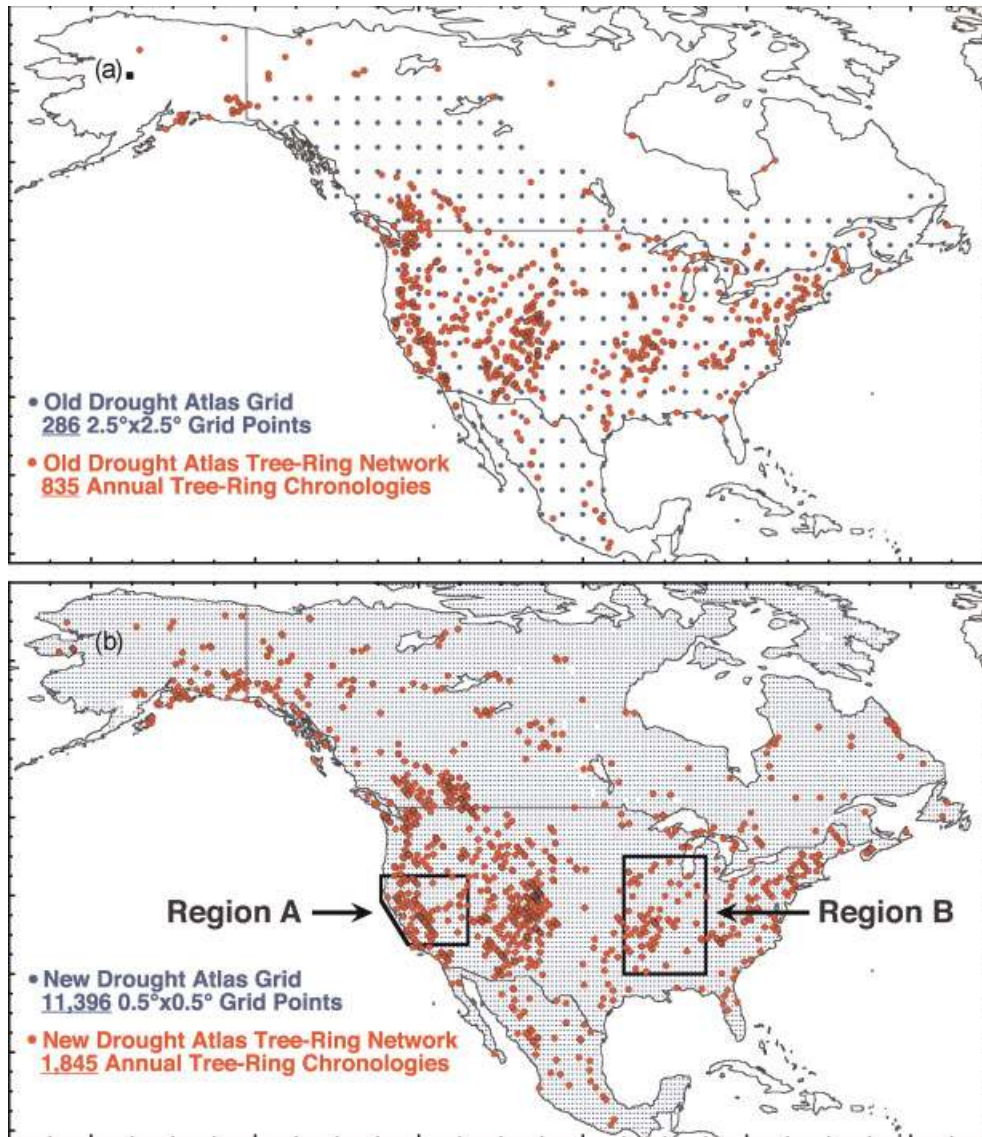 (a)
• Old Drought Atlas Grid
286 2.5°x2.5° Grid Points
• Old Drought Atlas Tree-Ring Network
835 Annual Tree-Ring Chronologies
(b)
Region A
Region B
• New Drought Atlas Grid
11,396 0.5°x0.5° Grid Points
• New Drought Atlas Tree-Ring Network
1,845 Annual Tree-Ring Chronologies